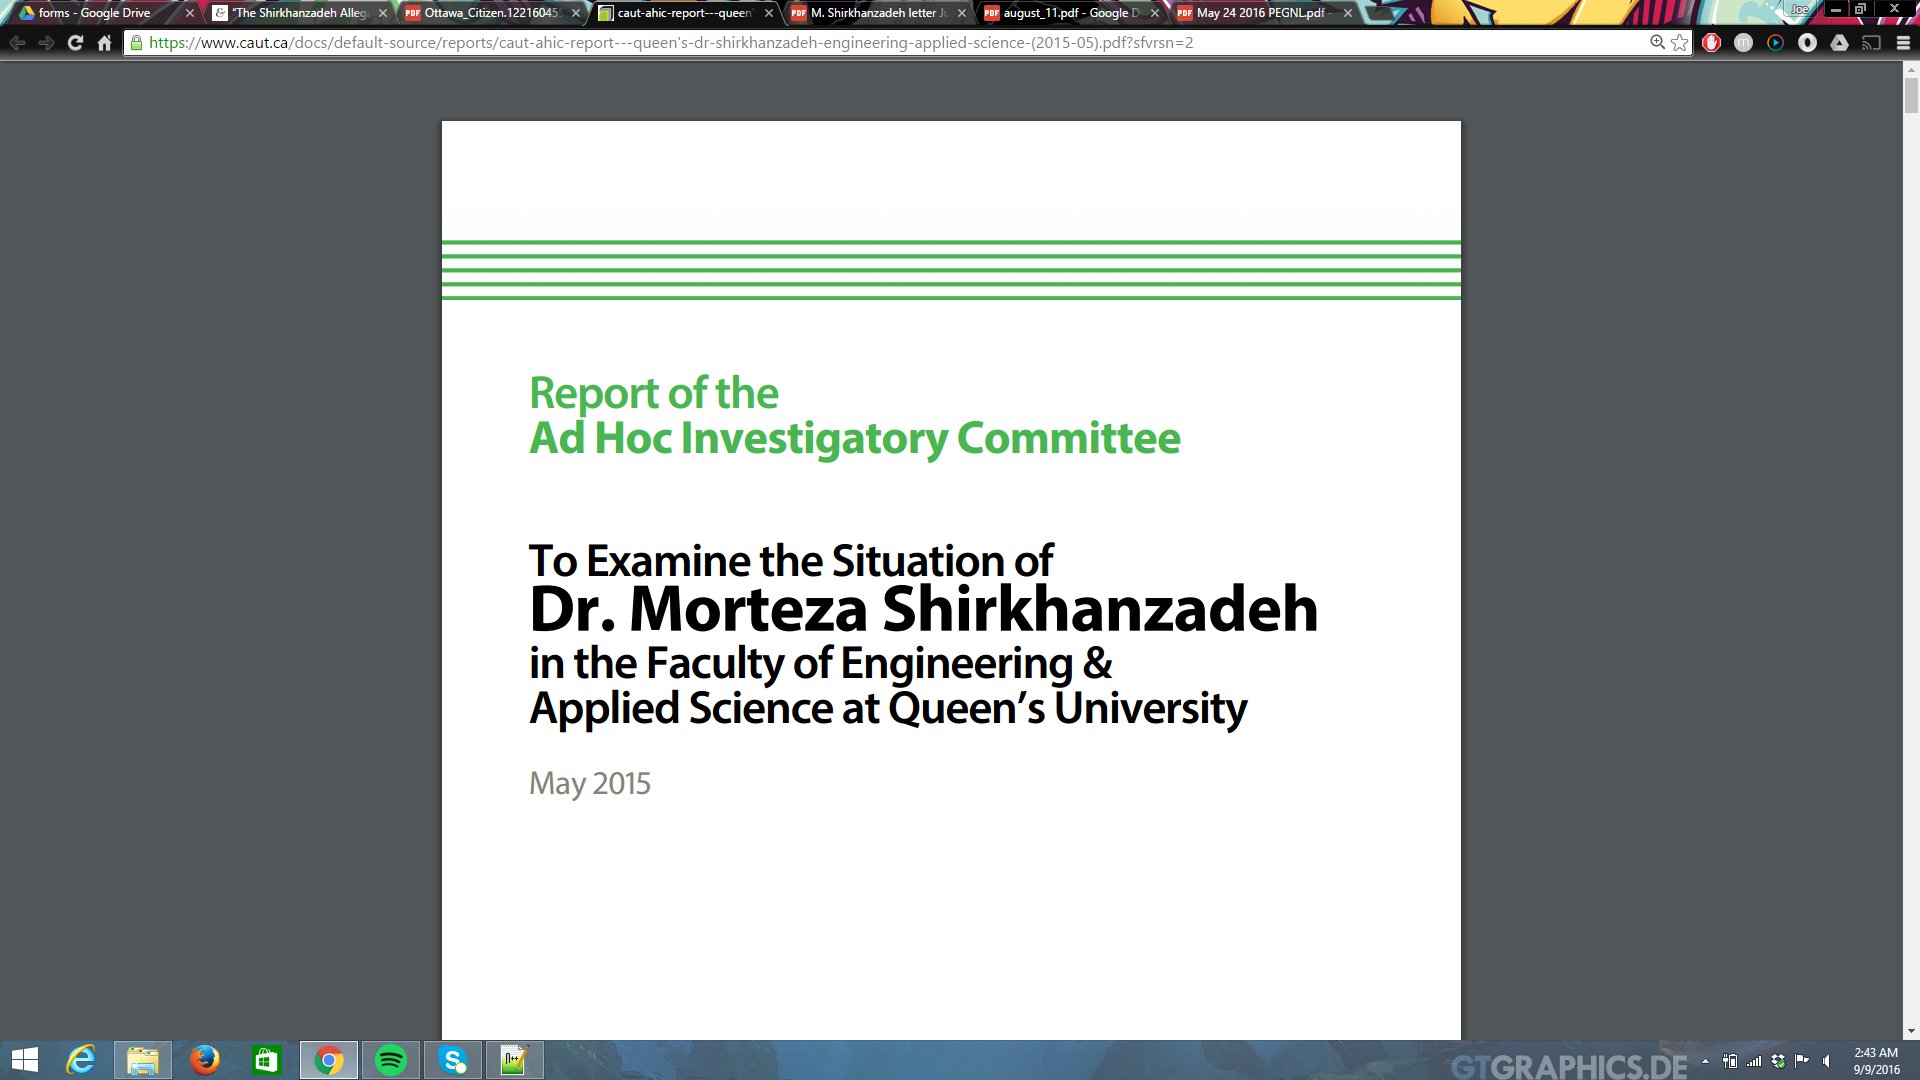 forms - Google Drive
"The Shirkhanzadeh Alleg
Ottawa_Citizen.122160455
caut-ahic-report---queen'
M. Shirkhanzadeh letter Ju
august_11.pdf - Google D
May 24 2016 PEGNL.pdf -
Joe
https://www.caut.ca/docs/default-source/reports/caut-ahic-report---queen's-dr-shirkhanzadeh-engineering-applied-science-(2015-05).pdf?sfvrsn=2
Report of the
Ad Hoc Investigatory Committee
To Examine the Situation of
Dr. Morteza Shirkhanzadeh
in the Faculty of Engineering &
Applied Science at Queen’s University
May 2015
GTGRAPHICS.DE
2:43 AM
9/9/2016